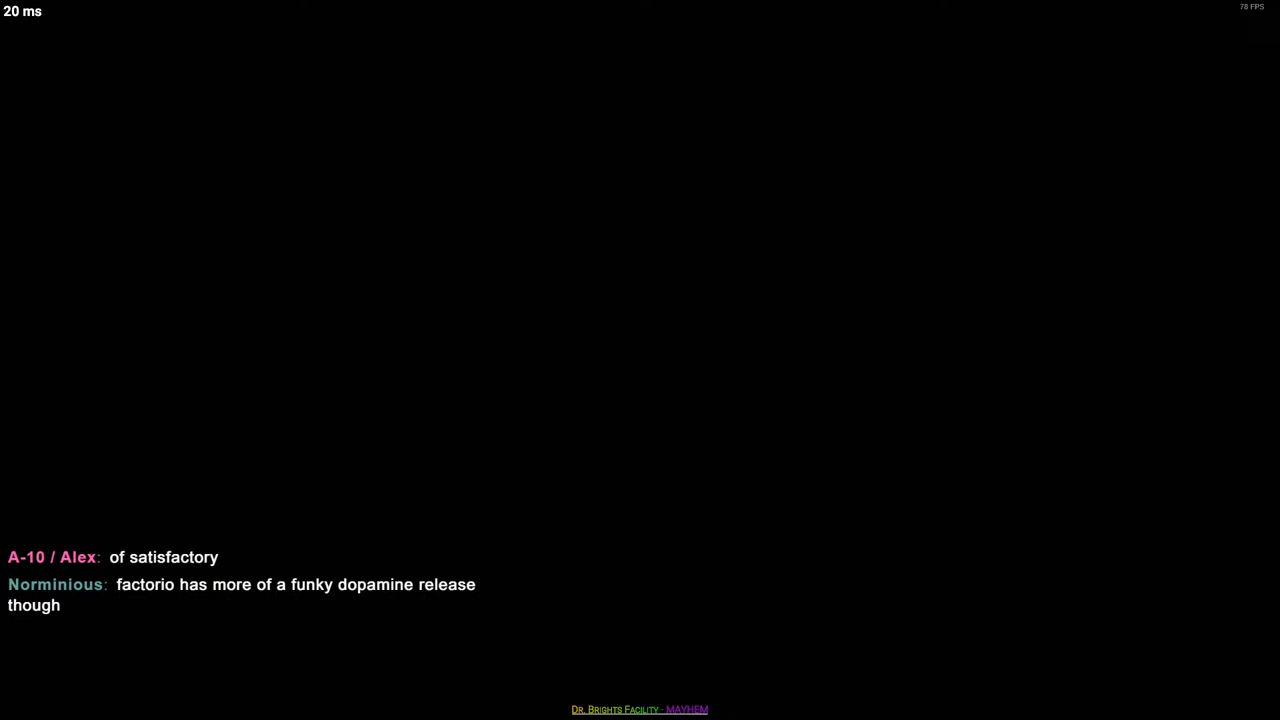 20 ms
78 FPS
A-10 / Alex: of satisfactory
Norminious: factorio has more of a funky dopamine release
though
Dr. Brights Facility - MAYHEM